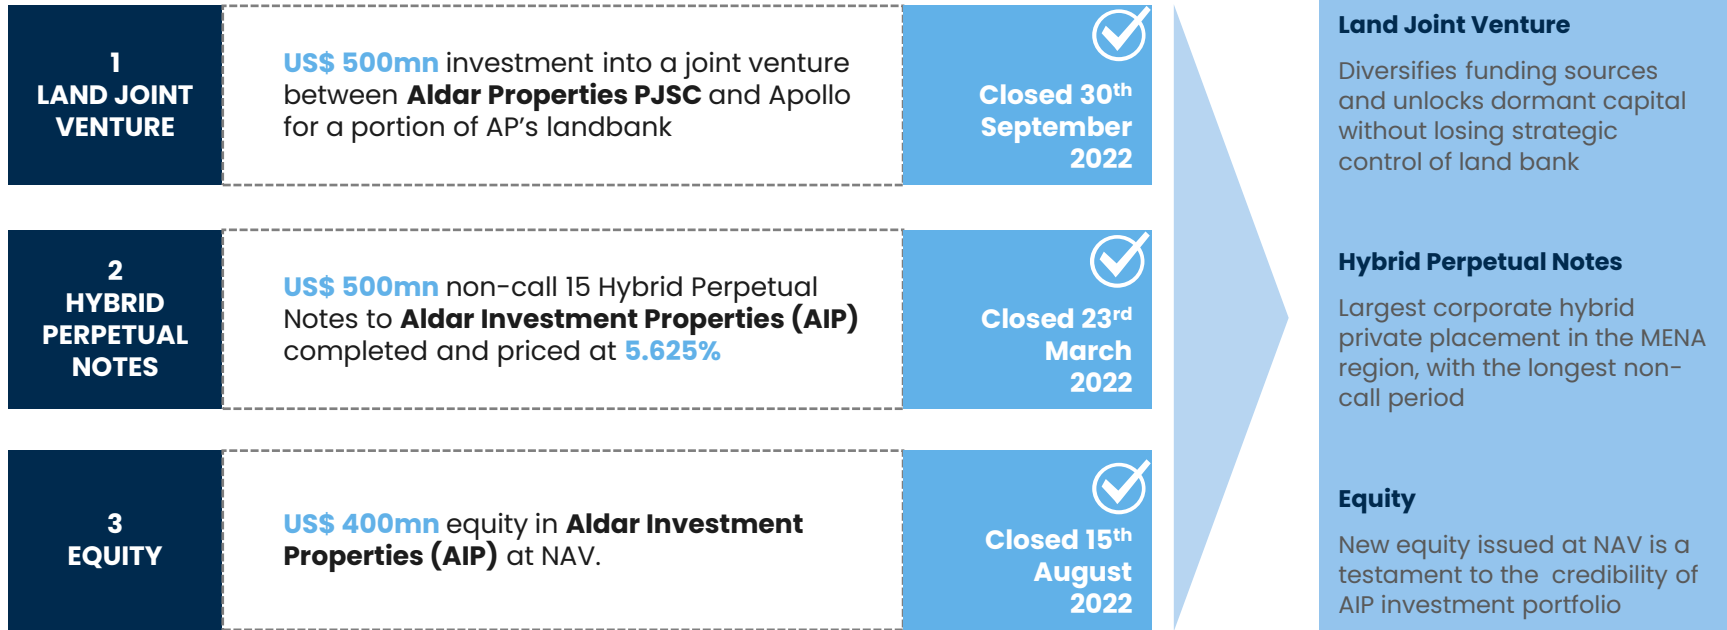 1
LAND JOINT
VENTURE
US$ 500mn investment into a joint venture
between Aldar Properties PJSC and Apollo
for a portion of AP’s landbank
Closed 30th
September
2022
2
HYBRID
PERPETUAL
NOTES
US$ 500mn non-call 15 Hybrid Perpetual
Notes to Aldar Investment Properties (AIP)
completed and priced at 5.625%
Closed 23rd
March
2022
3
EQUITY
US$ 400mn equity in Aldar Investment
Properties (AIP) at NAV.
Closed 15th
August
2022
Land Joint Venture
Diversifies funding sources
and unlocks dormant capital
without losing strategic
control of land bank
Hybrid Perpetual Notes
Largest corporate hybrid
private placement in the MENA
region, with the longest non-
call period
Equity
New equity issued at NAV is a
testament to the  credibility of
AIP investment portfolio